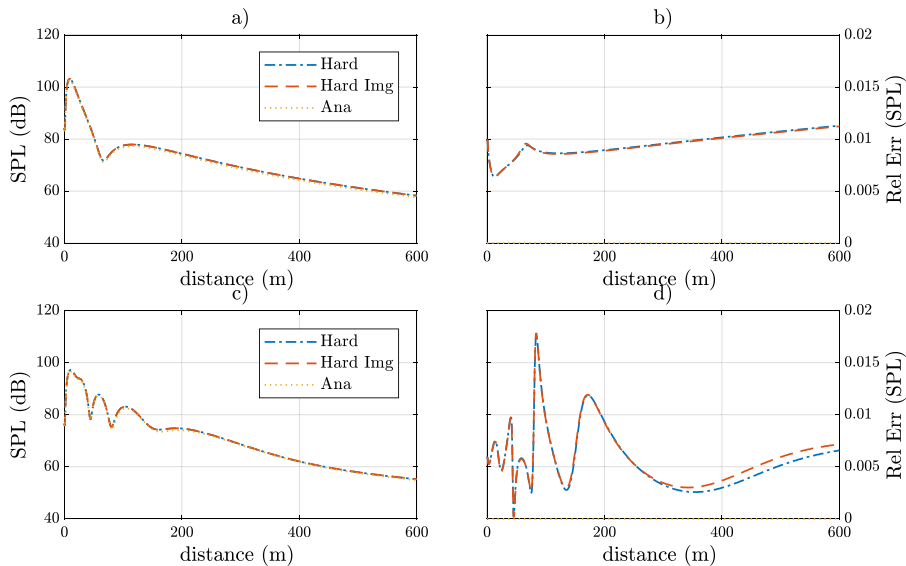 a)
120
100
80
60
40
SPL (dB)
Hard
Hard Img
Ana
0
200
400
600
distance (m)
b)
0.02
0.015
0.01
0.005
0
Rel Err (SPL)
0
200
400
600
distance (m)
c)
120
100
80
60
40
SPL (dB)
Hard
Hard Img
Ana
0
200
400
600
distance (m)
d)
0.02
0.015
0.01
0.005
0
Rel Err (SPL)
0
200
400
600
distance (m)